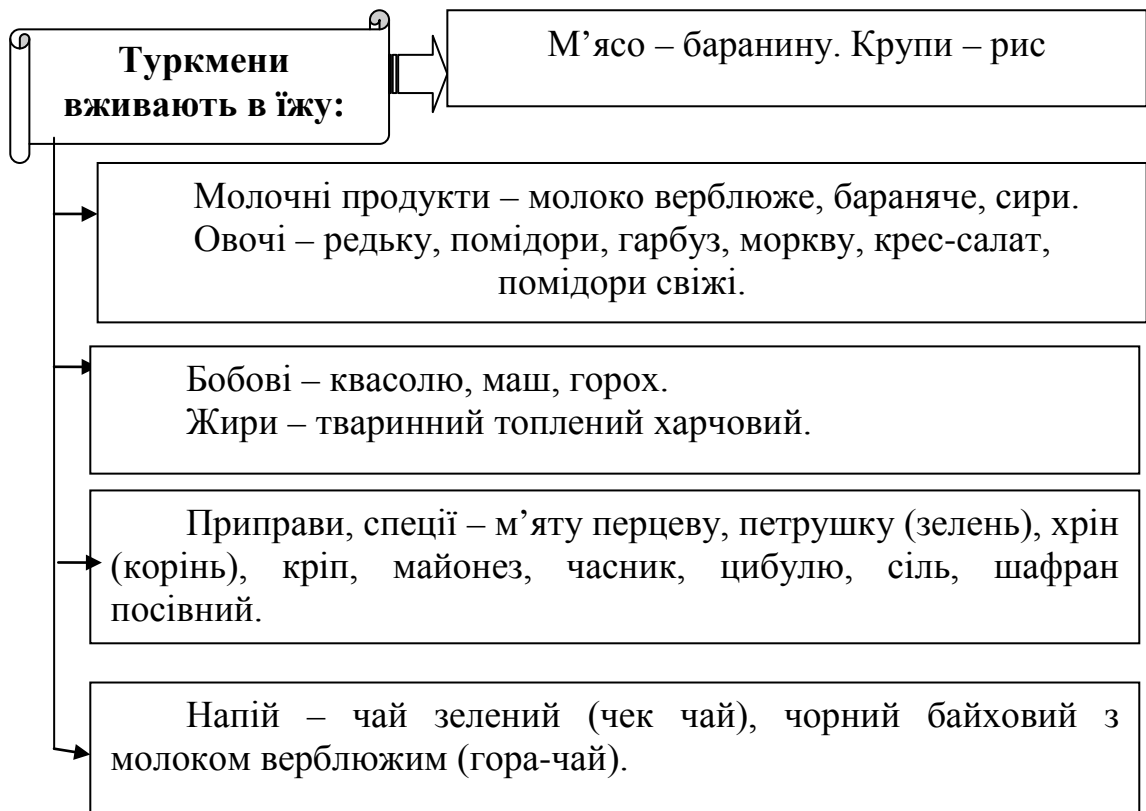 Туркмени
вживають в їжу:
М’ясо – баранину. Крупи – рис
Молочні продукти – молоко верблюже, бараняче, сири.
Овочі – редьку, помідори, гарбуз, моркву, крес-салат,
помідори свіжі.
Бобові – квасолю, маш, горох.
Жири – тваринний топлений харчовий.
Приправи, спеції – м’яту перцеву, петрушку (зелень), хрін
(корінь), кріп, майонез, часник, цибулю, сіль, шафран
посівний.
Напій – чай зелений (чек чай), чорний байховий з
молоком верблюжим (гора-чай).